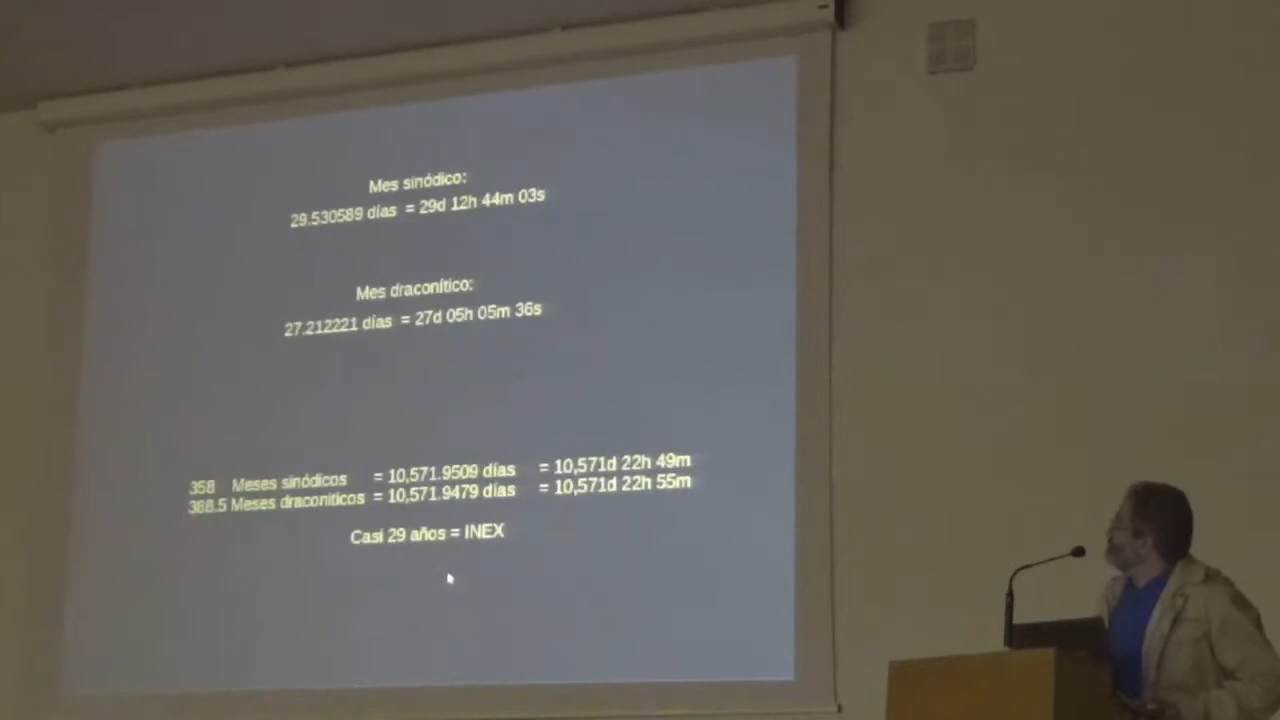 Mes sinódico:
29.530589 días = 29d 12h 44m 03s
Mes draconítico:
27.212221 días = 27d 05h 05m 36s
358 Meses sinódicos = 10,571.9509 días = 10,571d 22h 49m
388.5 Meses draconiticos = 10,571.9479 días = 10,571d 22h 55m
Casi 29 años = INEX